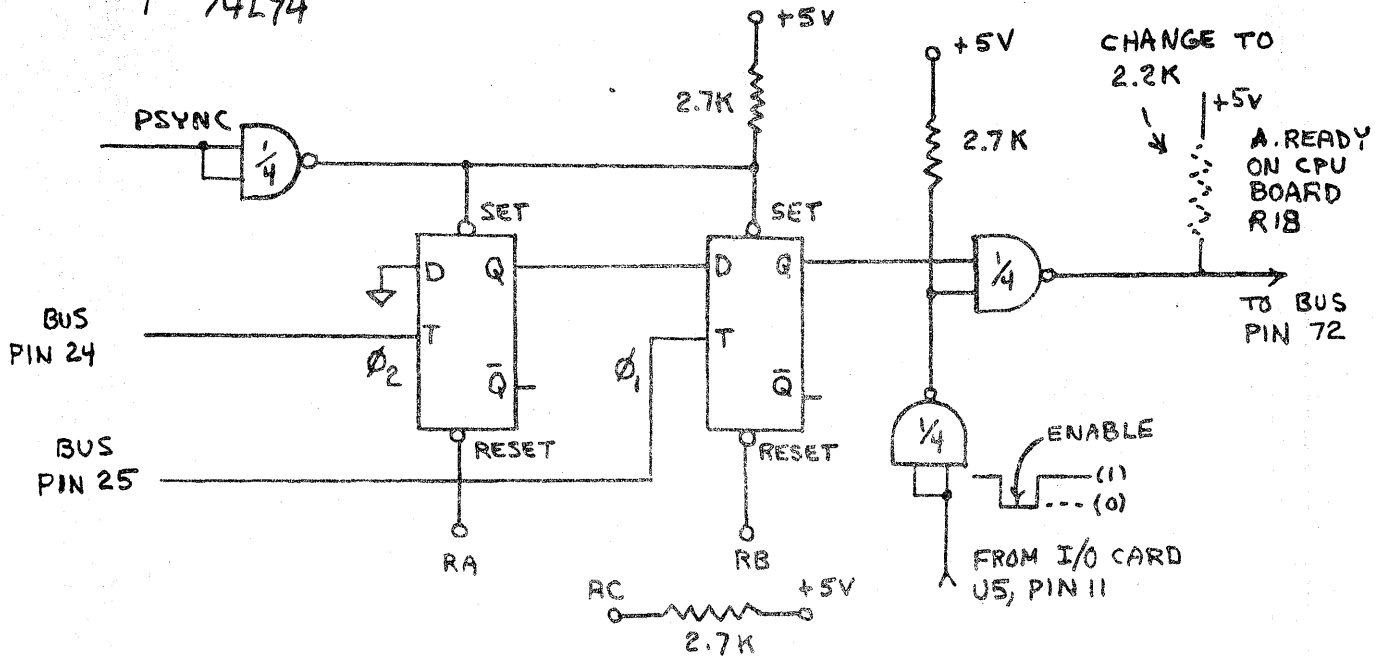 1 74L74
+5V
2.7K
+5V
2.7K
CHANGE TO
2.2K
+5V
A.READY
ON CPU
BOARD
R18
PSYNC
1/4
SET
SET
D Q
D Q
1/4
BUS
PIN 24
T
Ø2
Q̅
Ø1
T
Q̅
TO BUS
PIN 72
BUS
PIN 25
RESET
RESET
1/4
ENABLE
(1)
(0)
RA
RB
FROM I/O CARD
U5, PIN 11
RC
+5V
2.7K